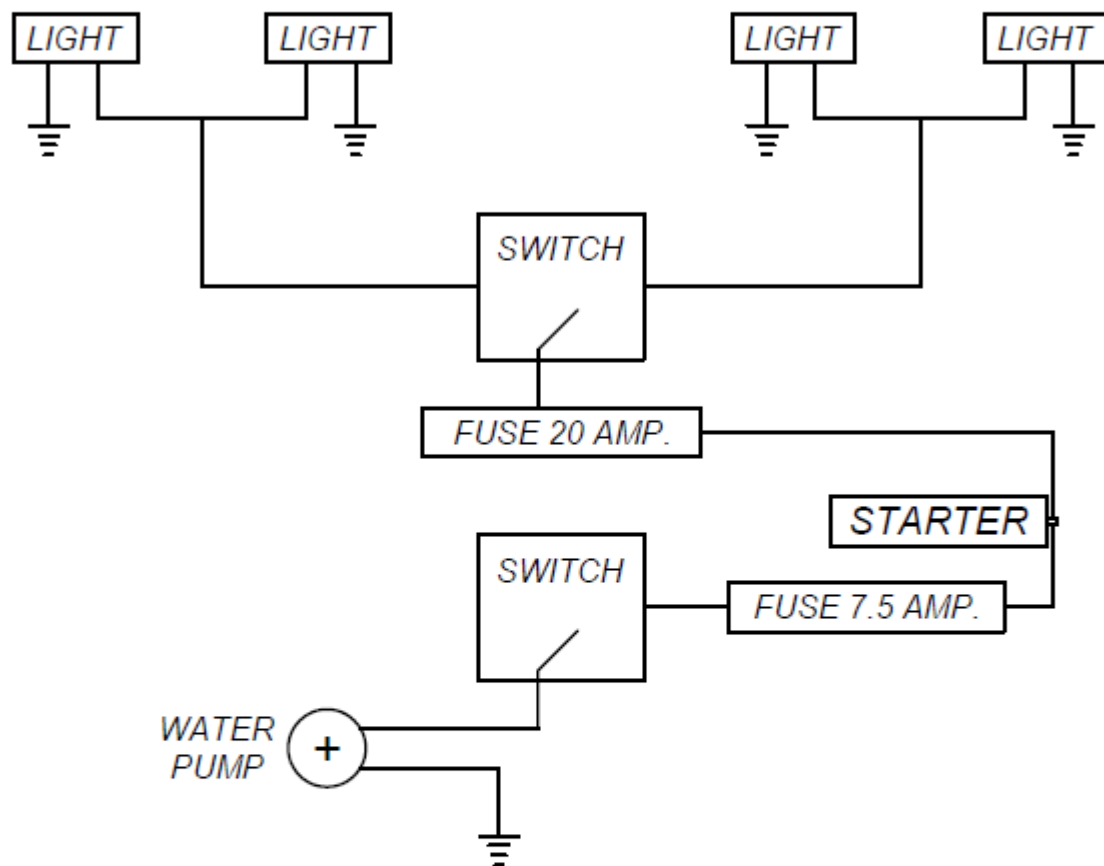 LIGHT
LIGHT
LIGHT
LIGHT
SWITCH
FUSE 20 AMP.
STARTER
SWITCH
FUSE 7.5 AMP.
WATER
PUMP
+